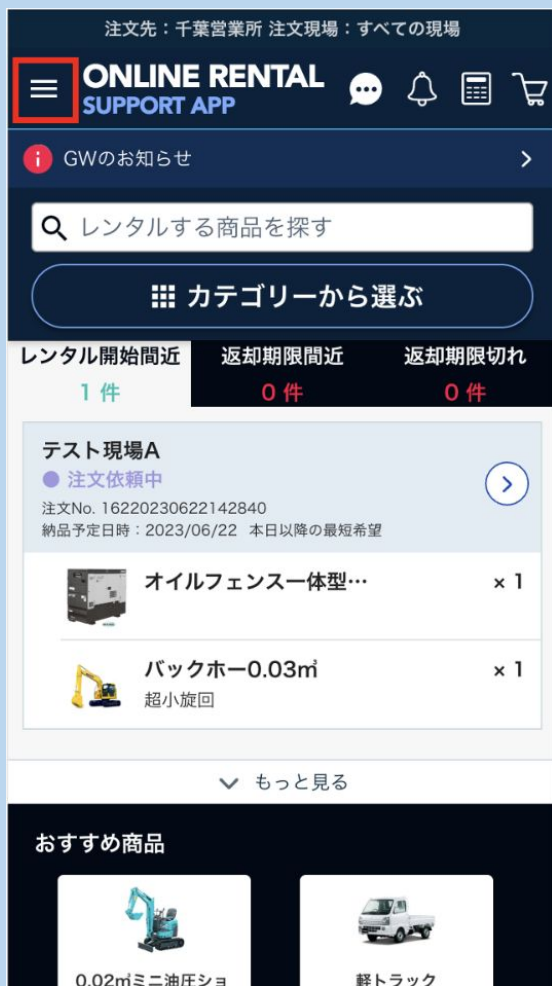 注文先：千葉営業所 注文現場：すべての現場
ONLINE RENTAL
SUPPORT APP
GWのお知らせ
レンタルする商品を探す
カテゴリーから選ぶ
レンタル開始間近 返却期限間近 返却期限切れ
1 件 0 件 0 件
テスト現場A
注文依頼中
注文No. 16220230622142840
納品予定日時：2023/06/22 本日以降の最短希望
オイルフェンス一体型… × 1
バックホー0.03㎥ × 1
超小旋回
もっと見る
おすすめ商品
0.02㎥ミニ油圧ショ 軽トラック